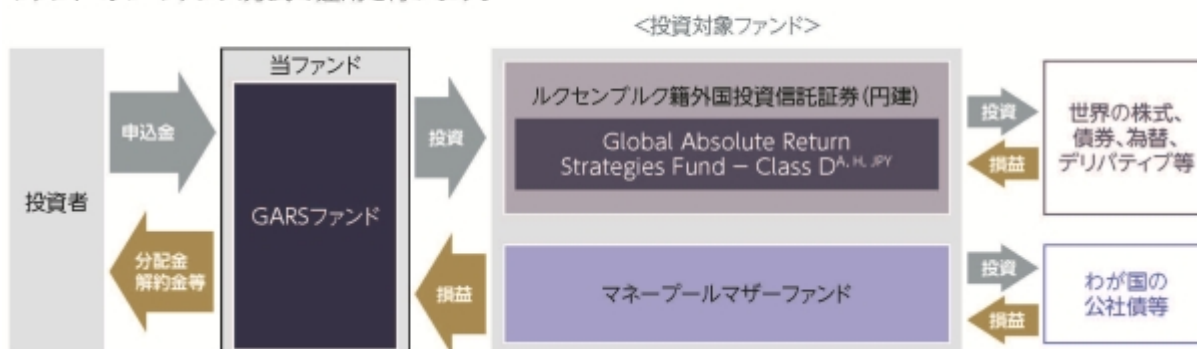 <投資対象ファンド>
当ファンド
ルクセンブルク籍外国投資信託証券(円建)
Global Absolute Return
Strategies Fund – Class D^A, H, JPY
申込金
投資
投資
損益
世界の株式、
債券、為替、
デリバティブ等
投資者
GARSファンド
分配金
解約金等
損益
マネープールマザーファンド
投資
損益
わが国の
公社債等